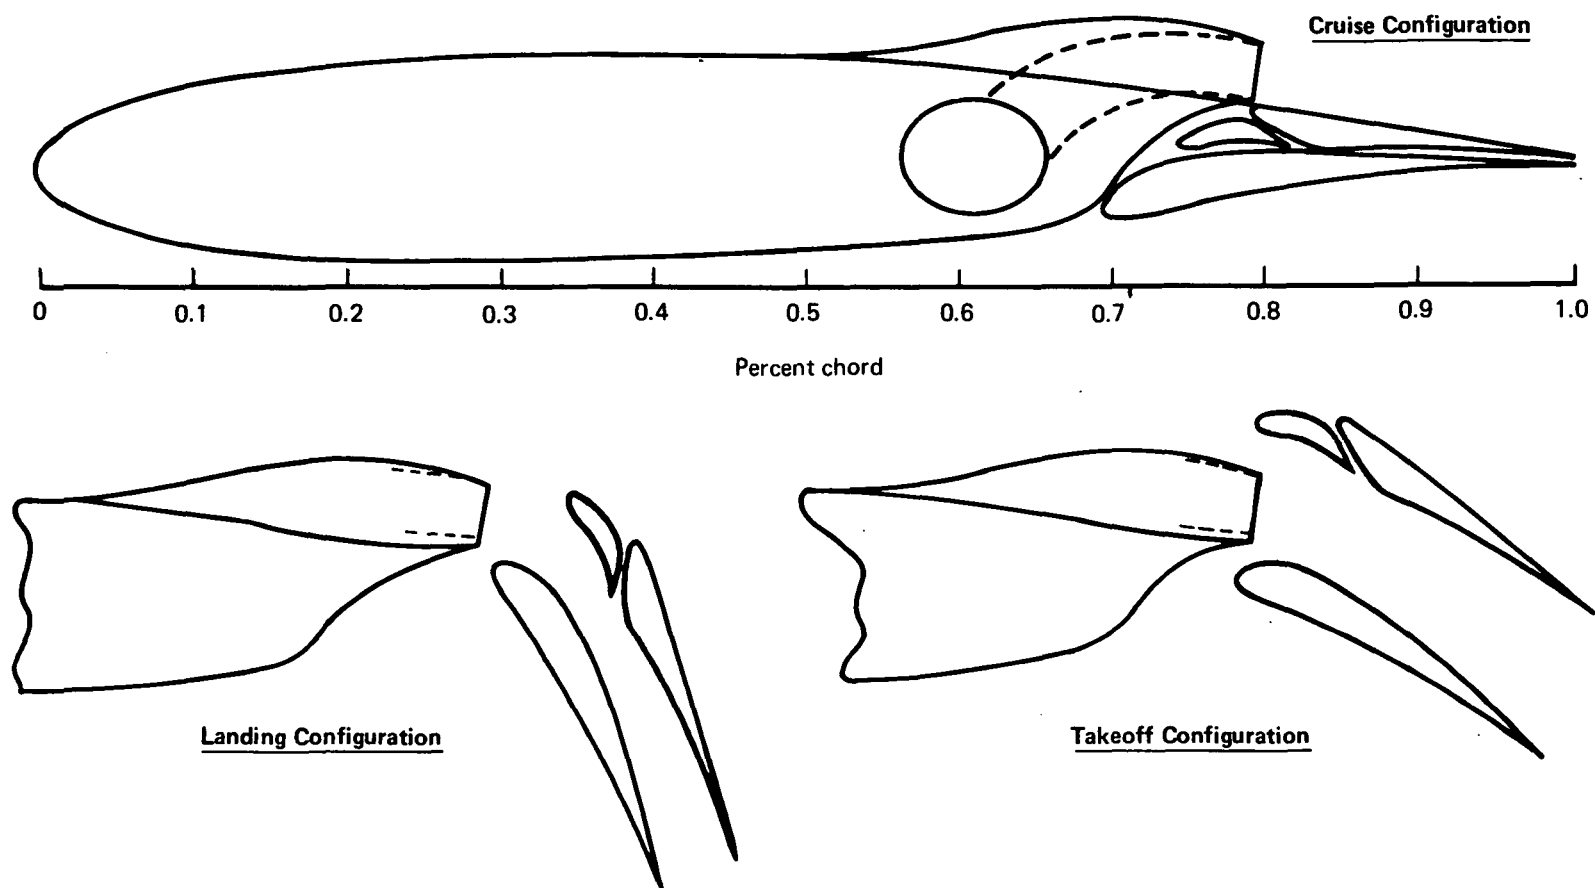 Cruise Configuration
0 0.1 0.2 0.3 0.4 0.5 0.6 0.7 0.8 0.9 1.0
Percent chord
Landing Configuration
Takeoff Configuration